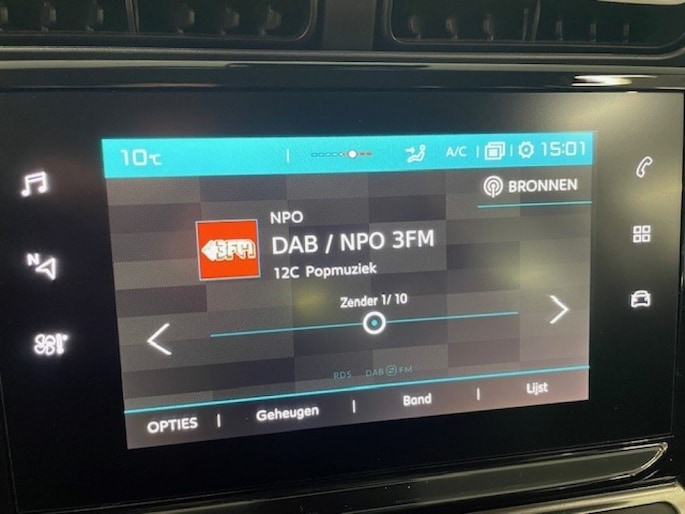 10°C
A/C
15:01
BRONNEN
NPO
3FM
DAB / NPO 3FM
12C Popmuziek
Zender 1/ 10
RDS DAB FM
OPTIES | Geheugen | Band | Lijst
N